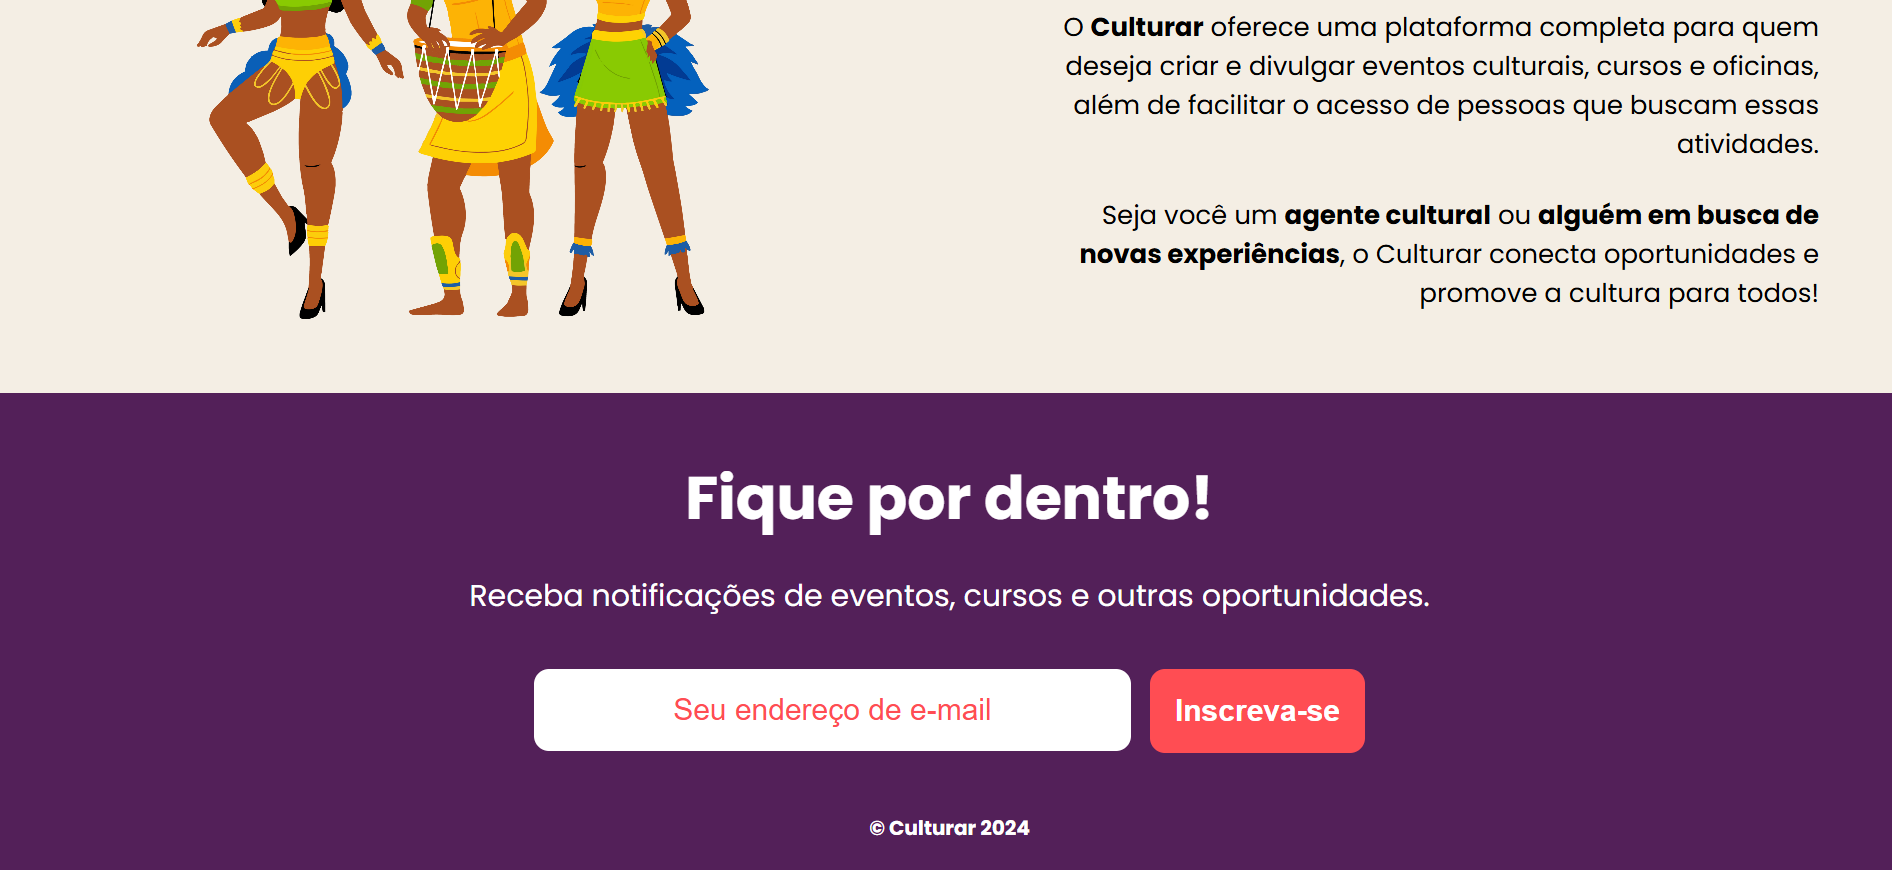 O Culturar oferece uma plataforma completa para quem
deseja criar e divulgar eventos culturais, cursos e oficinas,
além de facilitar o acesso de pessoas que buscam essas
atividades.
Seja você um agente cultural ou alguém em busca de
novas experiências, o Culturar conecta oportunidades e
promove a cultura para todos!
Fique por dentro!
Receba notificações de eventos, cursos e outras oportunidades.
Seu endereço de e-mail
Inscreva-se
© Culturar 2024